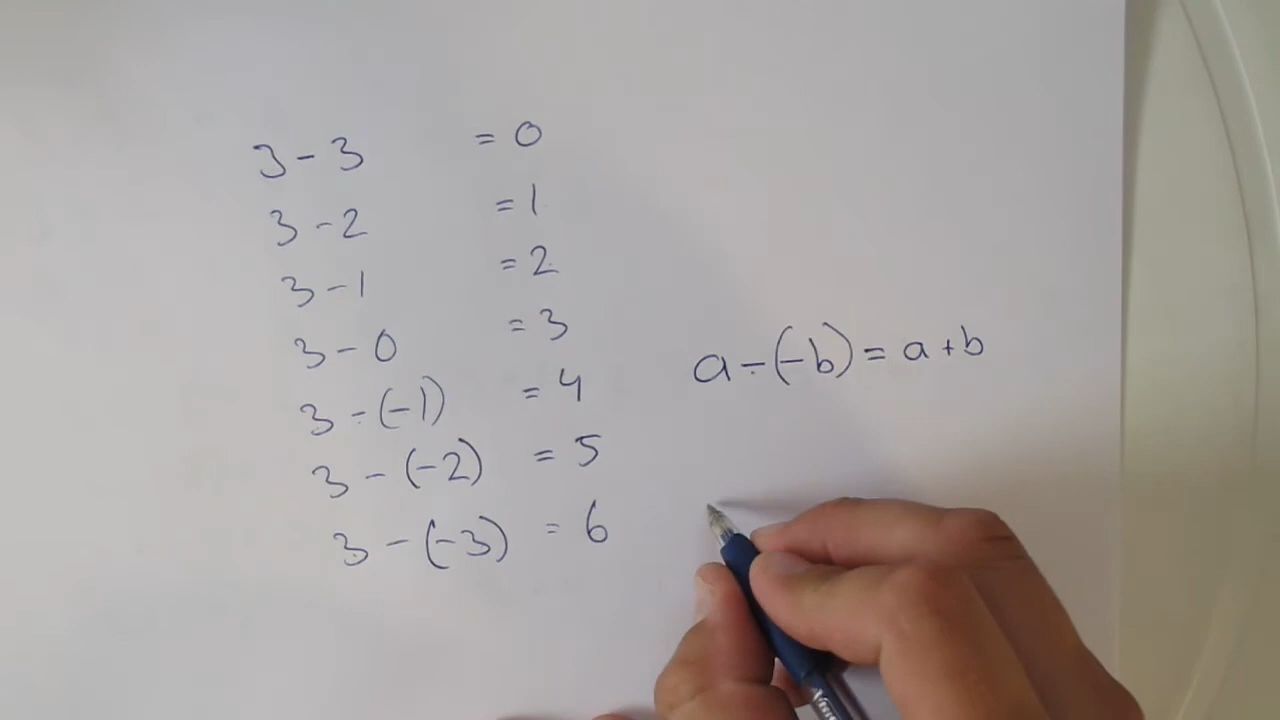 3 - 3 = 0
3 - 2 = 1
3 - 1 = 2
3 - 0 = 3
3 - (-1) = 4
3 - (-2) = 5
3 - (-3) = 6
a - (-b) = a + b